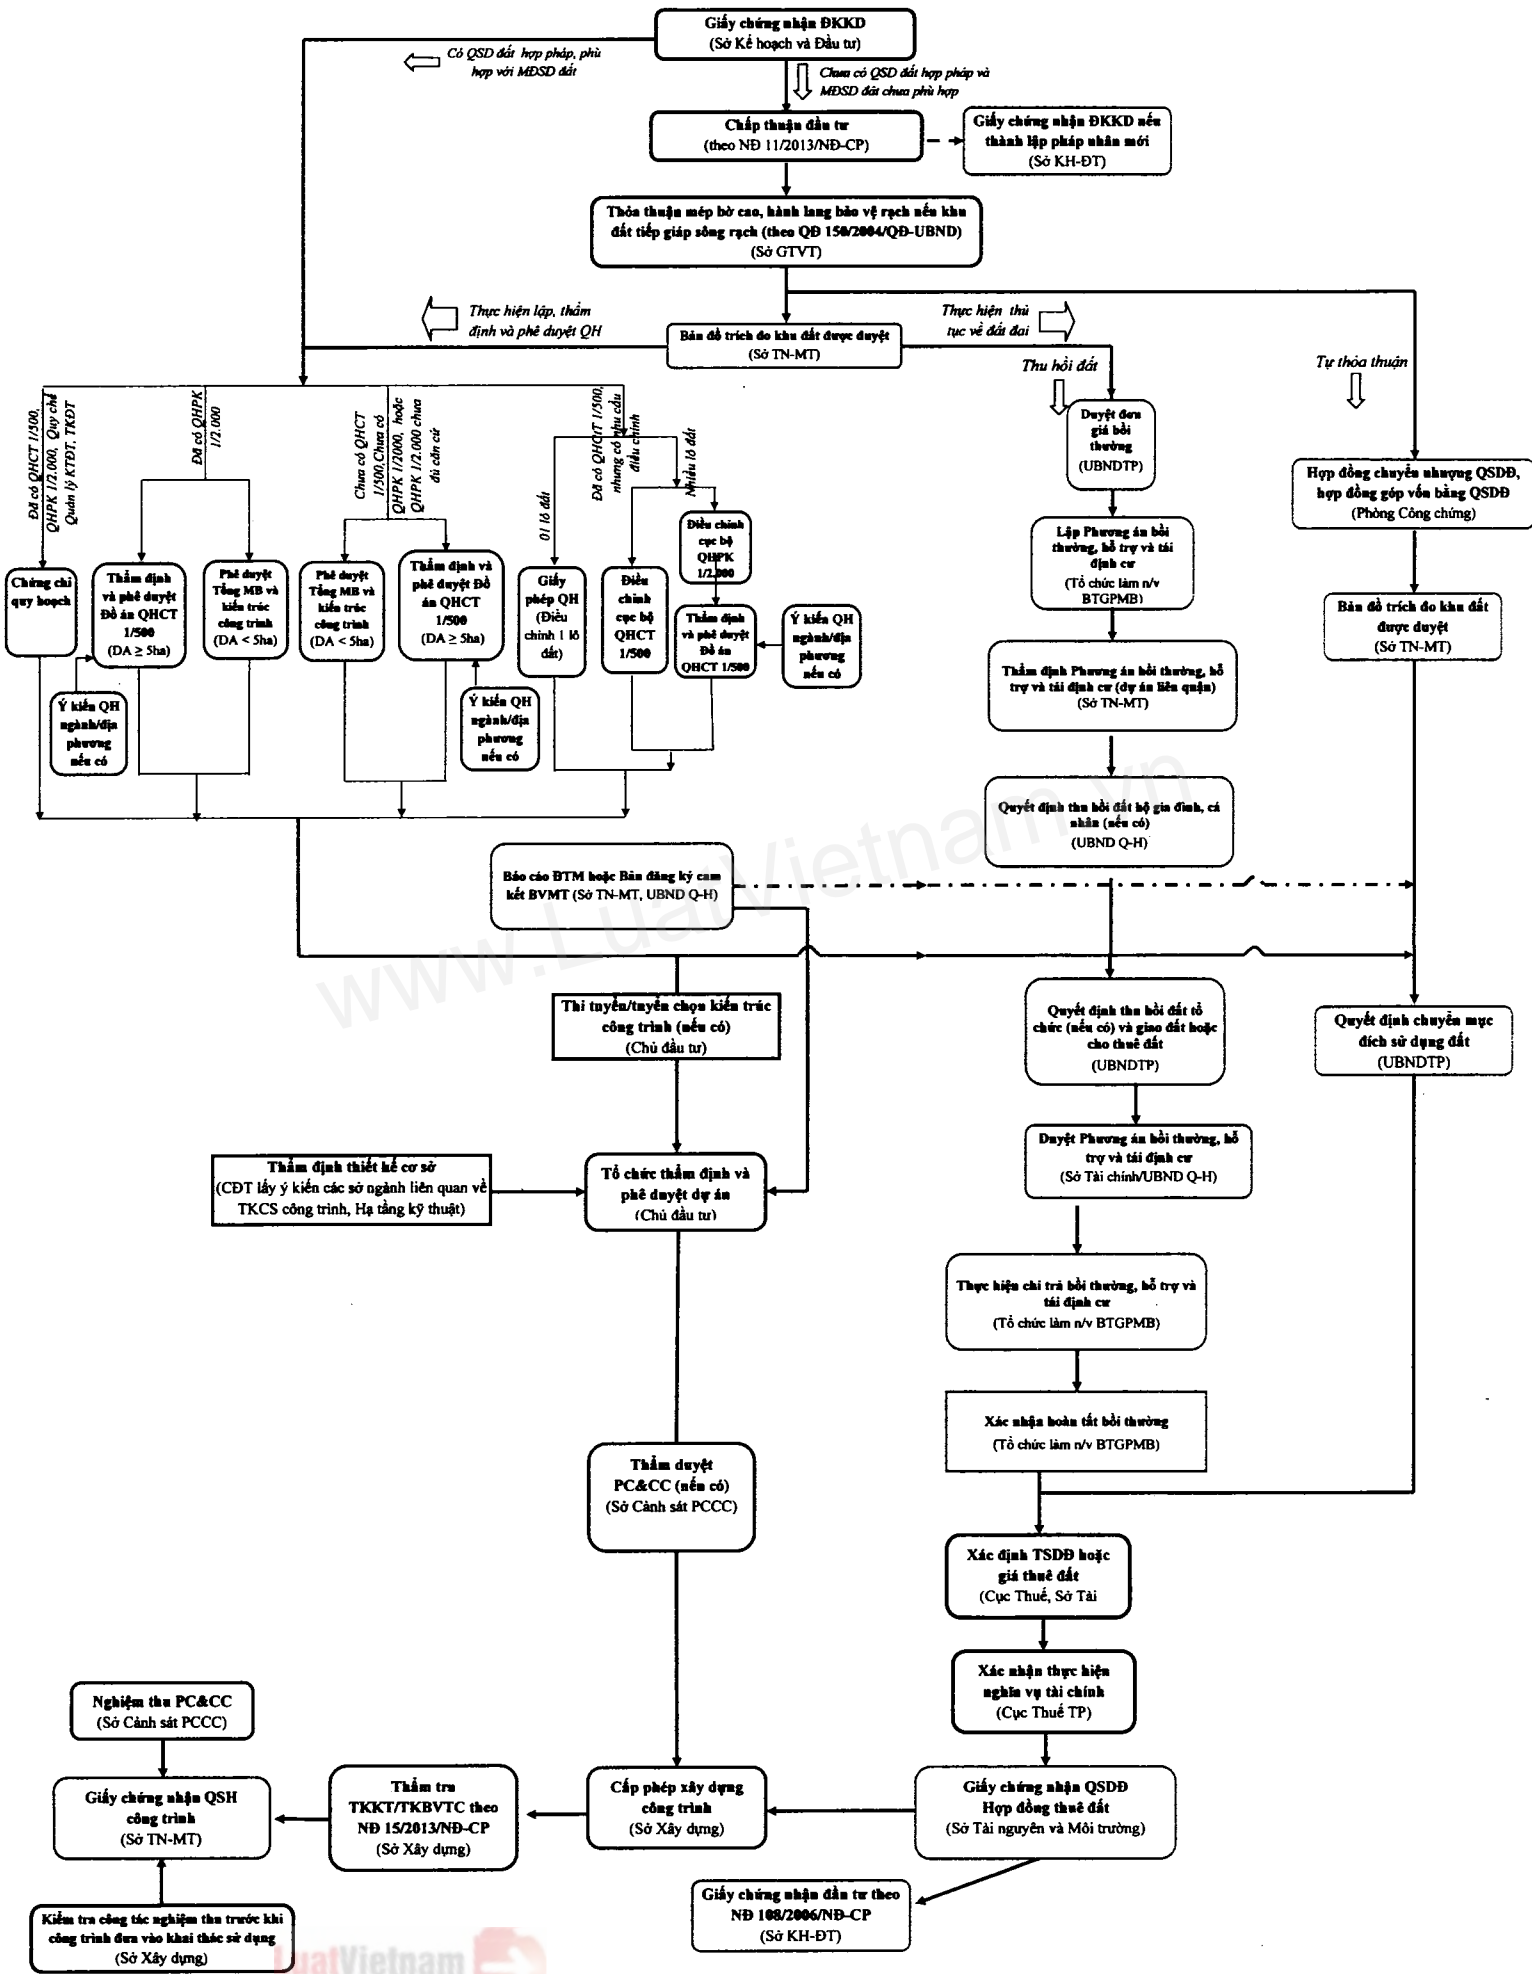 Giấy chứng nhận ĐKKD
(Sở Kế hoạch và Đầu tư)
Có QSD đất hợp pháp, phù
hợp với MĐSD đất
Chưa có QSD đất hợp pháp và
MĐSD đất chưa phù hợp
Chấp thuận đầu tư
(theo NĐ 11/2013/NĐ-CP)
Giấy chứng nhận ĐKKD nếu
thành lập pháp nhân mới
(Sở KH-ĐT)
Thỏa thuận mép bờ cao, hành lang bảo vệ rạch nếu khu
đất tiếp giáp sông rạch (theo QĐ 150/2004/QĐ-UBND)
(Sở GTVT)
Thực hiện lập, thẩm
định và phê duyệt QH
Bản đồ trích đo khu đất được duyệt
(Sở TN-MT)
Thực hiện thủ
tục về đất đai
Thu hồi đất
Tự thỏa thuận
Đã có QHCT 1/500,
QHPK 1/2.000, Quy chế
Quản lý KTĐT, TKĐT
Đã có QHPK
1/2.000
Chưa có QHCT
1/500,Chưa có
QHPK 1/2000, hoặc
QHPK 1/2.000 chưa
đủ căn cứ
Đã có QHCtT 1/500,
nhưng có nhu cầu
điều chỉnh
01 lô đất
Nhiều lô đất
Duyệt đơn
giá bồi
thường
(UBNDTP)
Hợp đồng chuyển nhượng QSDĐ,
hợp đồng góp vốn bằng QSDĐ
(Phòng Công chứng)
Chứng chỉ
quy hoạch
Thẩm định
và phê duyệt
Đồ án QHCT
1/500
(DA ≥ 5ha)
Phê duyệt
Tổng MB và
kiến trúc
công trình
(DA < 5ha)
Phê duyệt
Tổng MB và
kiến trúc
công trình
(DA < 5ha)
Thẩm định và
phê duyệt Đồ
án QHCT
1/500
(DA ≥ 5ha)
Giấy
phép QH
(Điều
chỉnh 1 lô
đất)
Điều
chỉnh
cục bộ
QHCT
1/500
Điều chỉnh
cục bộ
QHPK
1/2.000
Thẩm định
và phê duyệt
Đồ án
QHCT 1/500
Ý kiến QH
ngành/địa
phương
nếu có
Ý kiến QH
ngành/địa
phương
nếu có
Ý kiến QH
ngành/địa
phương
nếu có
Lập Phương án bồi
thường, hỗ trợ và tái
định cư
(Tổ chức làm n/v
BTGPMB)
Bản đồ trích đo khu đất
được duyệt
(Sở TN-MT)
Thẩm định Phương án bồi thường, hỗ
trợ và tái định cư (dự án liên quận)
(Sở TN-MT)
Quyết định thu hồi đất hộ gia đình, cá
nhân (nếu có)
(UBND Q-H)
Báo cáo ĐTM hoặc Bản đăng ký cam
kết BVMT (Sở TN-MT, UBND Q-H)
www.LuatVietnam.vn
Thi tuyển/tuyển chọn kiến trúc
công trình (nếu có)
(Chủ đầu tư)
Quyết định thu hồi đất tổ
chức (nếu có) và giao đất hoặc
cho thuê đất
(UBNDTP)
Quyết định chuyển mục
đích sử dụng đất
(UBNDTP)
Duyệt Phương án bồi thường, hỗ
trợ và tái định cư
(Sở Tài chính/UBND Q-H)
Thẩm định thiết kế cơ sở
(CĐT lấy ý kiến các sở ngành liên quan về
TKCS công trình, Hạ tầng kỹ thuật)
Tổ chức thẩm định và
phê duyệt dự án
(Chủ đầu tư)
Thực hiện chi trả bồi thường, hỗ trợ và
tái định cư
(Tổ chức làm n/v BTGPMB)
Xác nhận hoàn tất bồi thường
(Tổ chức làm n/v BTGPMB)
Thẩm duyệt
PC&CC (nếu có)
(Sở Cảnh sát PCCC)
Xác định TSDĐ hoặc
giá thuê đất
(Cục Thuế, Sở Tài
Xác nhận thực hiện
nghĩa vụ tài chính
(Cục Thuế TP)
Nghiệm thu PC&CC
(Sở Cảnh sát PCCC)
Giấy chứng nhận QSH
công trình
(Sở TN-MT)
Thẩm tra
TKKT/TKBVTC theo
NĐ 15/2013/NĐ-CP
(Sở Xây dựng)
Cấp phép xây dựng
công trình
(Sở Xây dựng)
Giấy chứng nhận QSDĐ
Hợp đồng thuê đất
(Sở Tài nguyên và Môi trường)
Giấy chứng nhận đầu tư theo
NĐ 108/2006/NĐ-CP
(Sở KH-ĐT)
Kiểm tra công tác nghiệm thu trước khi
công trình đưa vào khai thác sử dụng
(Sở Xây dựng)
LuatVietnam